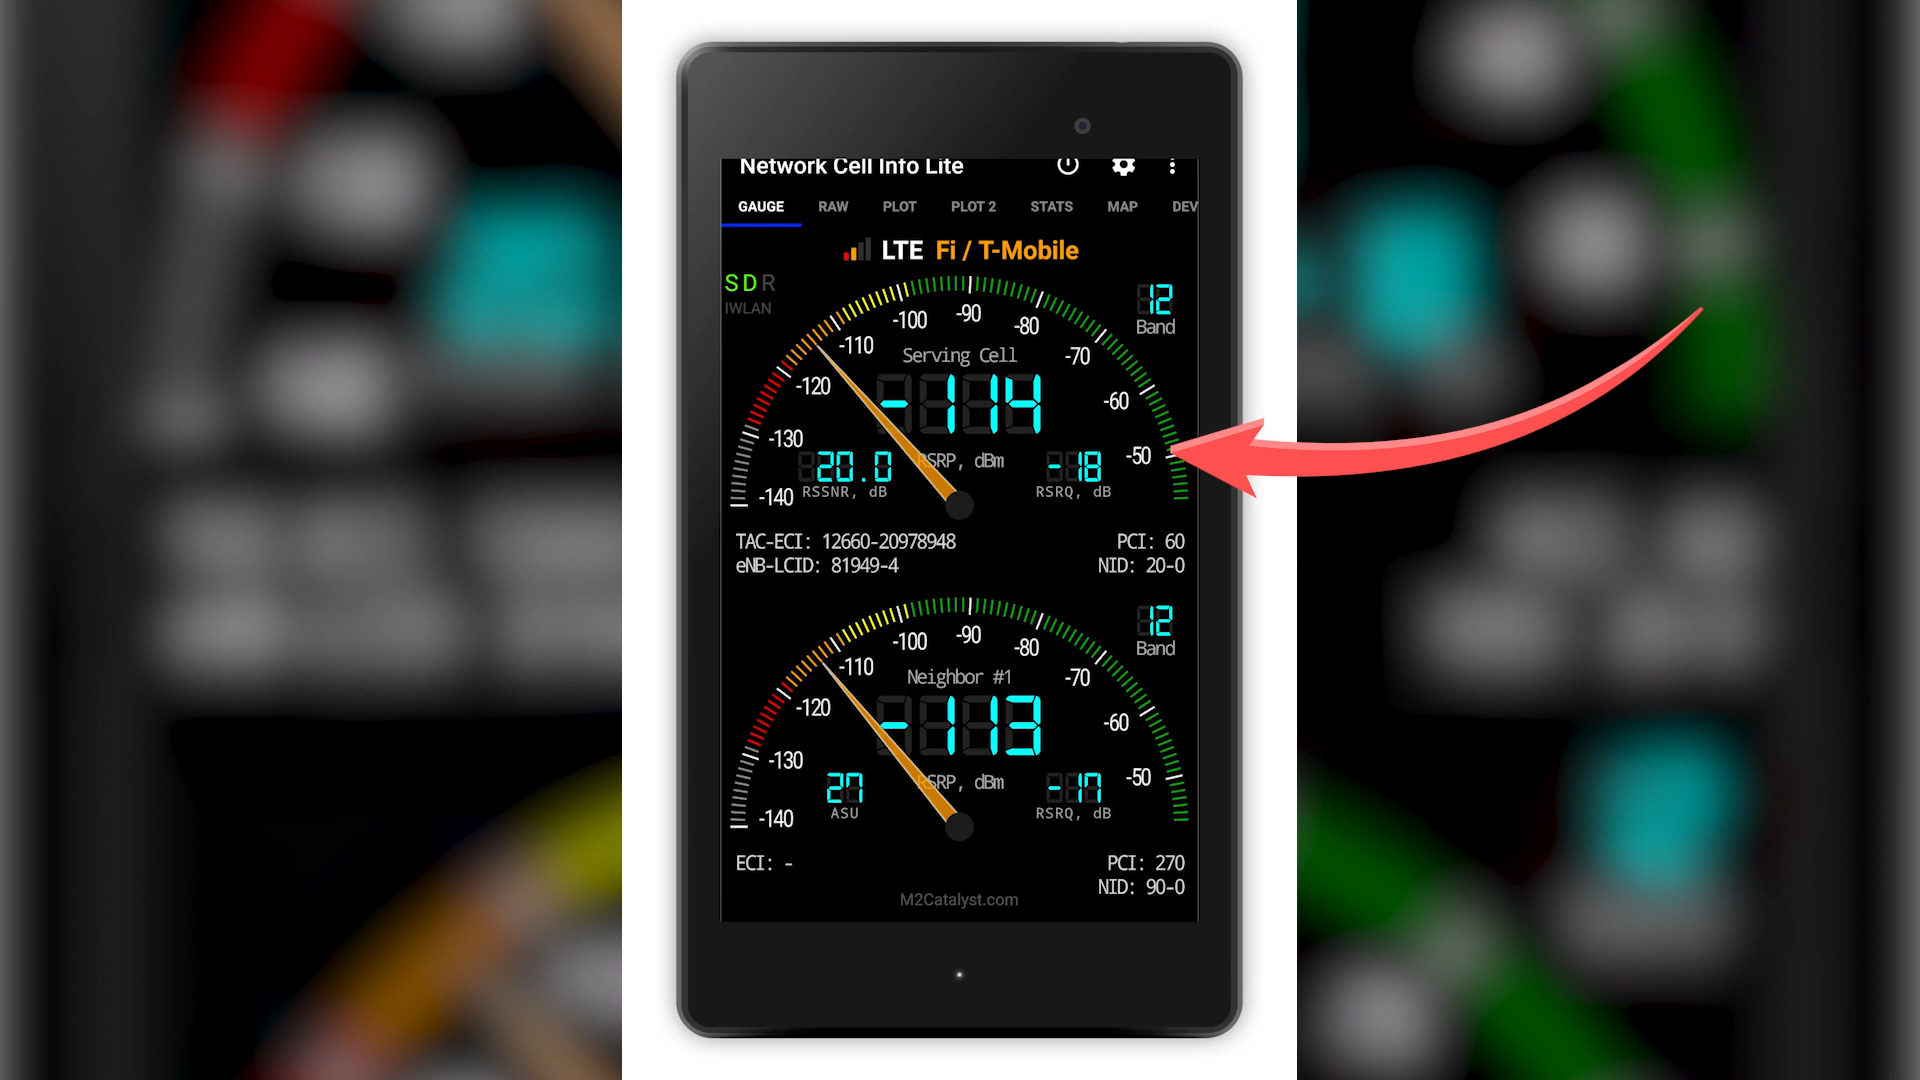 Network Cell Info Lite
GAUGE RAW PLOT PLOT 2 STATS MAP DEV
LTE Fi / T-Mobile
SDR
IWLAN
12
Band
-140 -130 -120 -110 -100 -90 -80 -70 -60 -50
Serving Cell
-114
RSRP, dBm
20.0
RSSNR, dB
-18
RSRQ, dB
TAC-ECI: 12660-20978948
PCI: 60
eNB-LCID: 81949-4
NID: 20-0
12
Band
-140 -130 -120 -110 -100 -90 -80 -70 -60 -50
Neighbor #1
-113
RSRP, dBm
27
ASU
-17
RSRQ, dB
ECI: -
PCI: 270
NID: 90-0
M2Catalyst.com